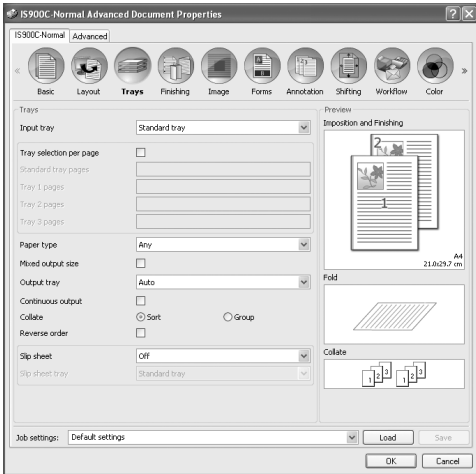 IS900C-Normal Advanced Document Properties
IS900C-Normal Advanced
Basic Layout Trays Finishing Image Forms Annotation Shifting Workflow Color
Trays
Input tray Standard tray
Tray selection per page
Standard tray pages
Tray 1 pages
Tray 2 pages
Tray 3 pages
Paper type Any
Mixed output size
Output tray Auto
Continuous output
Collate Sort Group
Reverse order
Slip sheet Off
Slip sheet tray Standard tray
Preview
Imposition and Finishing
2
1
A4
21.0x29.7 cm
Fold
Collate
1 2 3 1 2 3
Job settings: Default settings Load Save
OK Cancel